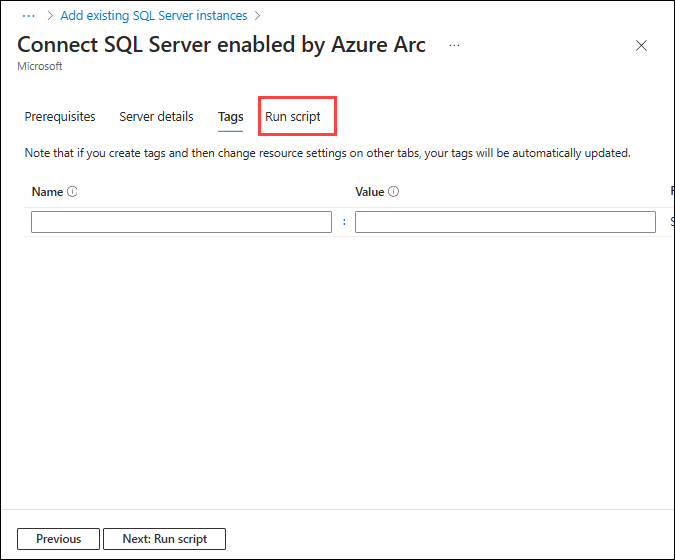 ... > Add existing SQL Server instances >
Connect SQL Server enabled by Azure Arc ...
Microsoft
Prerequisites Server details Tags Run script
Note that if you create tags and then change resource settings on other tabs, your tags will be automatically updated.
Name Value
:
Previous Next: Run script